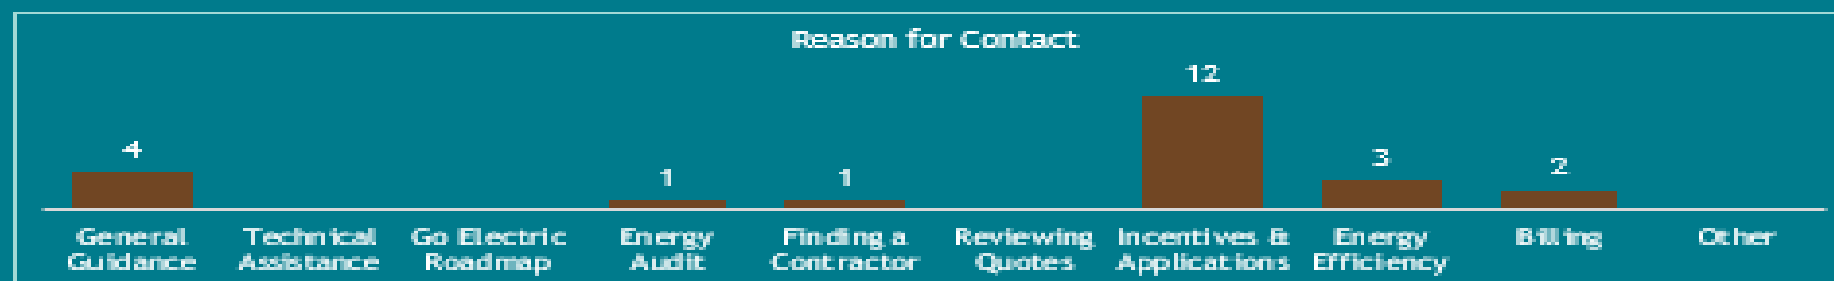 Reason for Contact
12
4
3
2
1
1
General Technical Go Electric Energy Finding a Reviewing Incentives & Energy Billing Other
Guidance Assistance Roadmap Audit Contractor Quotes Applications Efficiency